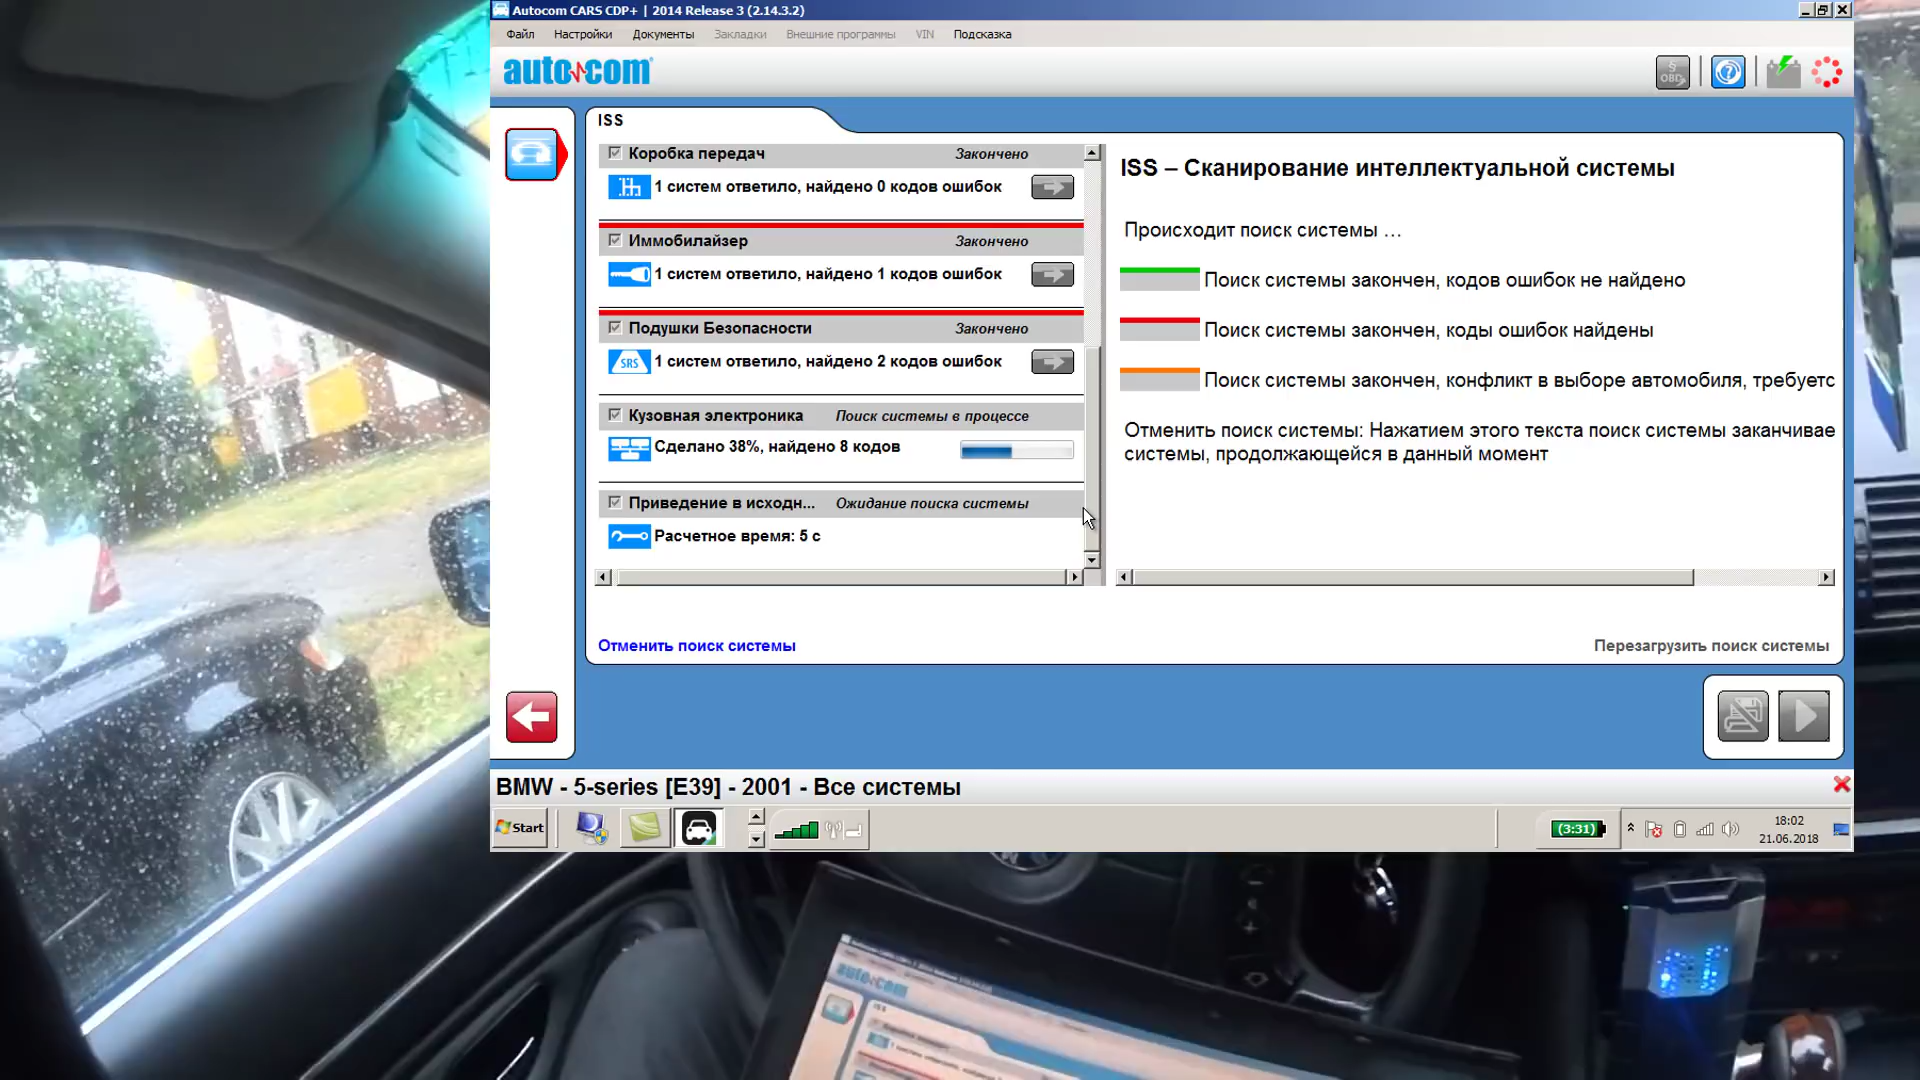 Autocom CARS CDP+ | 2014 Release 3 (2.14.3.2)
Файл Настройки Документы Закладки Внешние программы VIN Подсказка
autocom
§ OBD
?
ISS
Коробка передач Закончено
1 систем ответило, найдено 0 кодов ошибок
Иммобилайзер Закончено
1 систем ответило, найдено 1 кодов ошибок
Подушки Безопасности Закончено
SRS 1 систем ответило, найдено 2 кодов ошибок
Кузовная электроника Поиск системы в процессе
Сделано 38%, найдено 8 кодов
Приведение в исходн... Ожидание поиска системы
Расчетное время: 5 с
ISS – Сканирование интеллектуальной системы
Происходит поиск системы ...
Поиск системы закончен, кодов ошибок не найдено
Поиск системы закончен, коды ошибок найдены
Поиск системы закончен, конфликт в выборе автомобиля, требуетс
Отменить поиск системы: Нажатием этого текста поиск системы заканчивае
системы, продолжающейся в данный момент
Отменить поиск системы
Перезагрузить поиск системы
BMW - 5-series [E39] - 2001 - Все системы
Start
(3:31)
18:02
21.06.2018
autocom